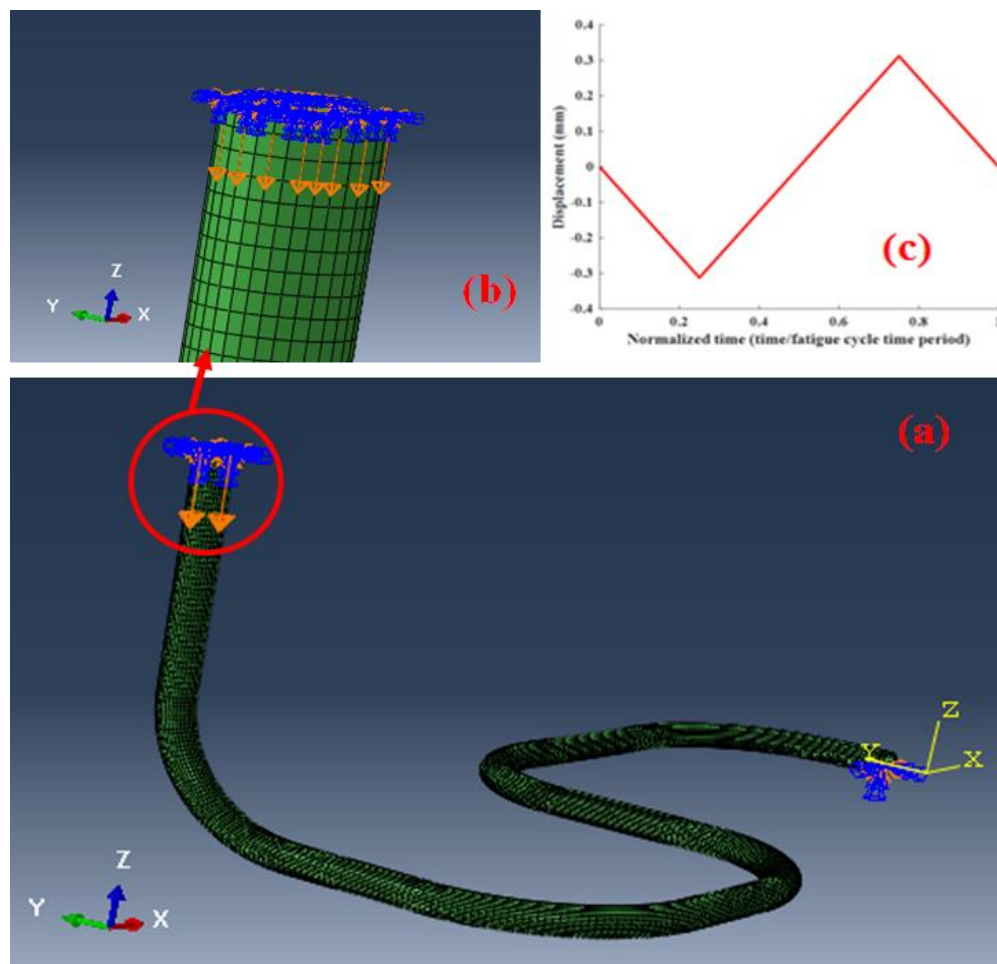 Z
Y
X
(b)
0.4
0.3
0.2
0.1
0
-0.1
-0.2
-0.3
-0.4
Displacement (mm)
(c)
0
0.2
0.4
0.6
0.8
1
Normalized time (time/fatigue cycle time period)
(a)
Z
Y
X
Z
Y
X